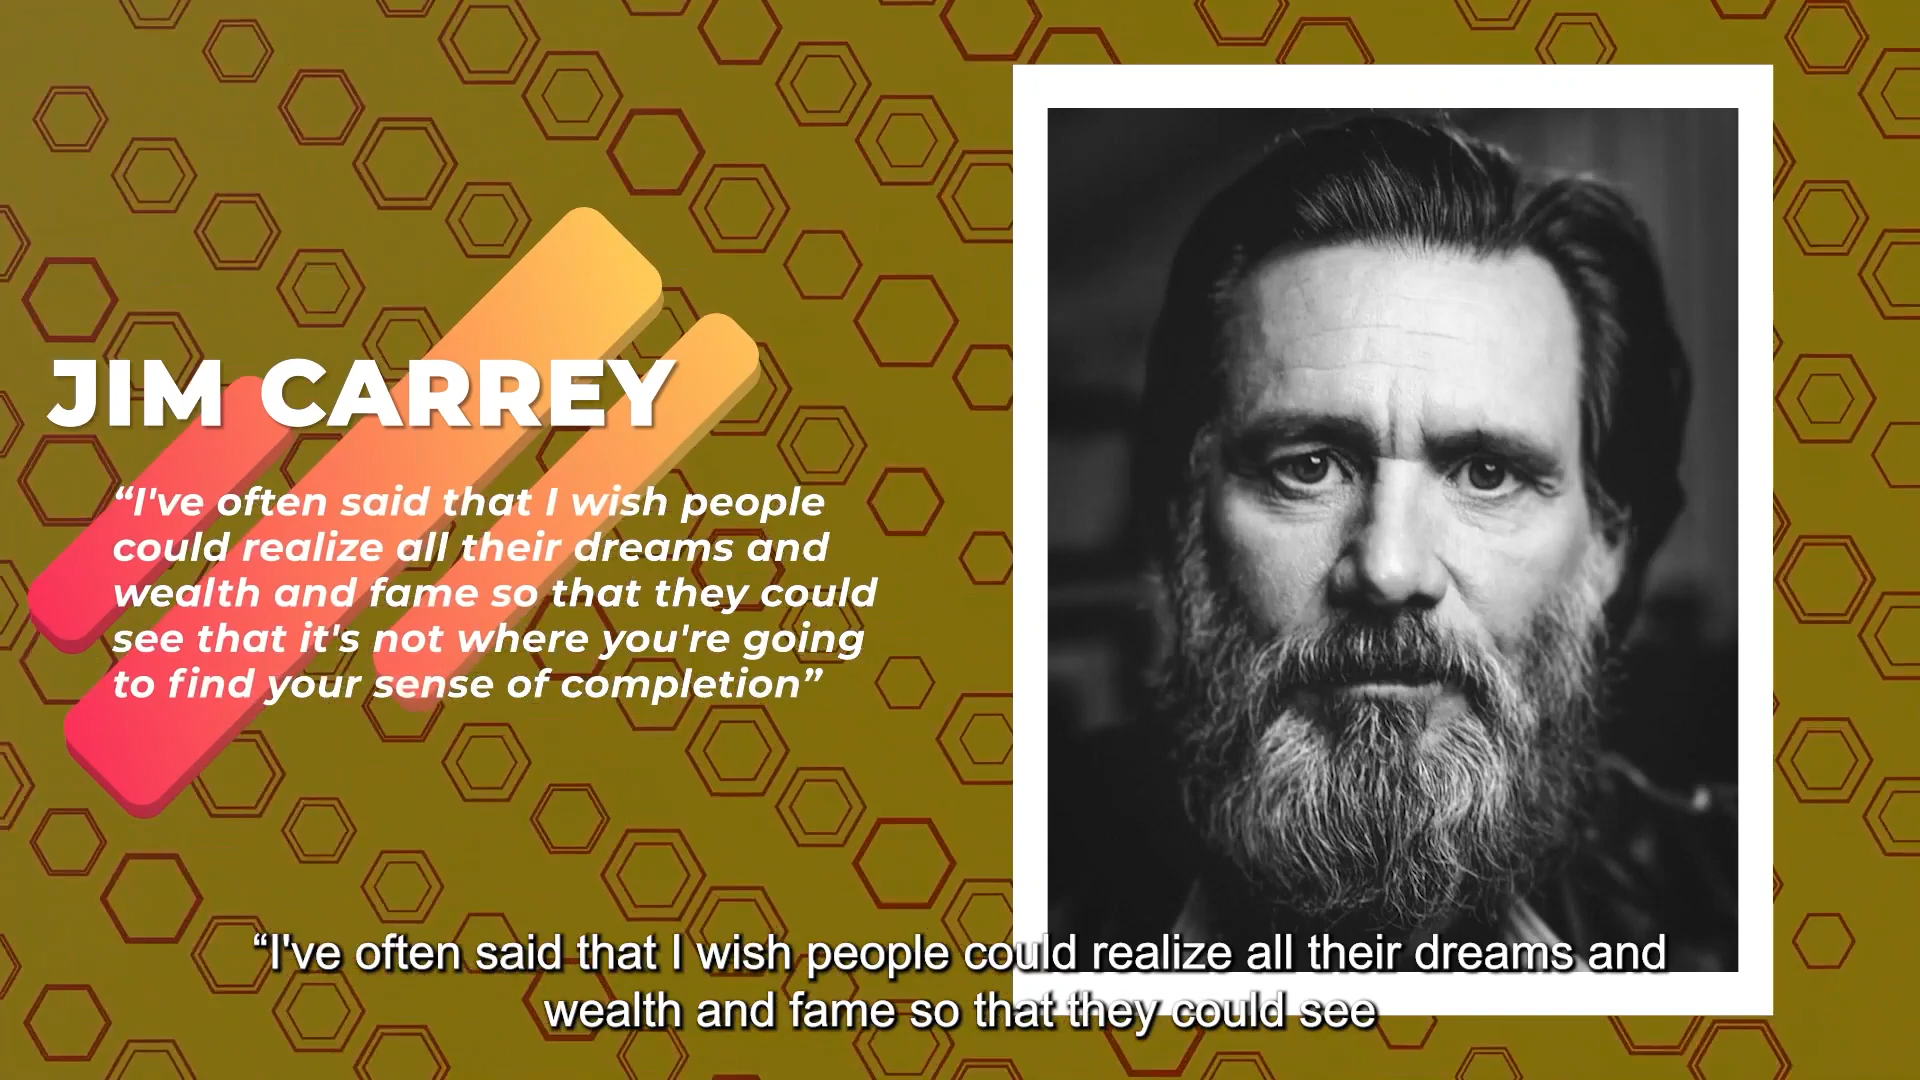 JIM CARREY
“I've often said that I wish people
could realize all their dreams and
wealth and fame so that they could
see that it's not where you're going
to find your sense of completion”
“I've often said that I wish people could realize all their dreams and
wealth and fame so that they could see